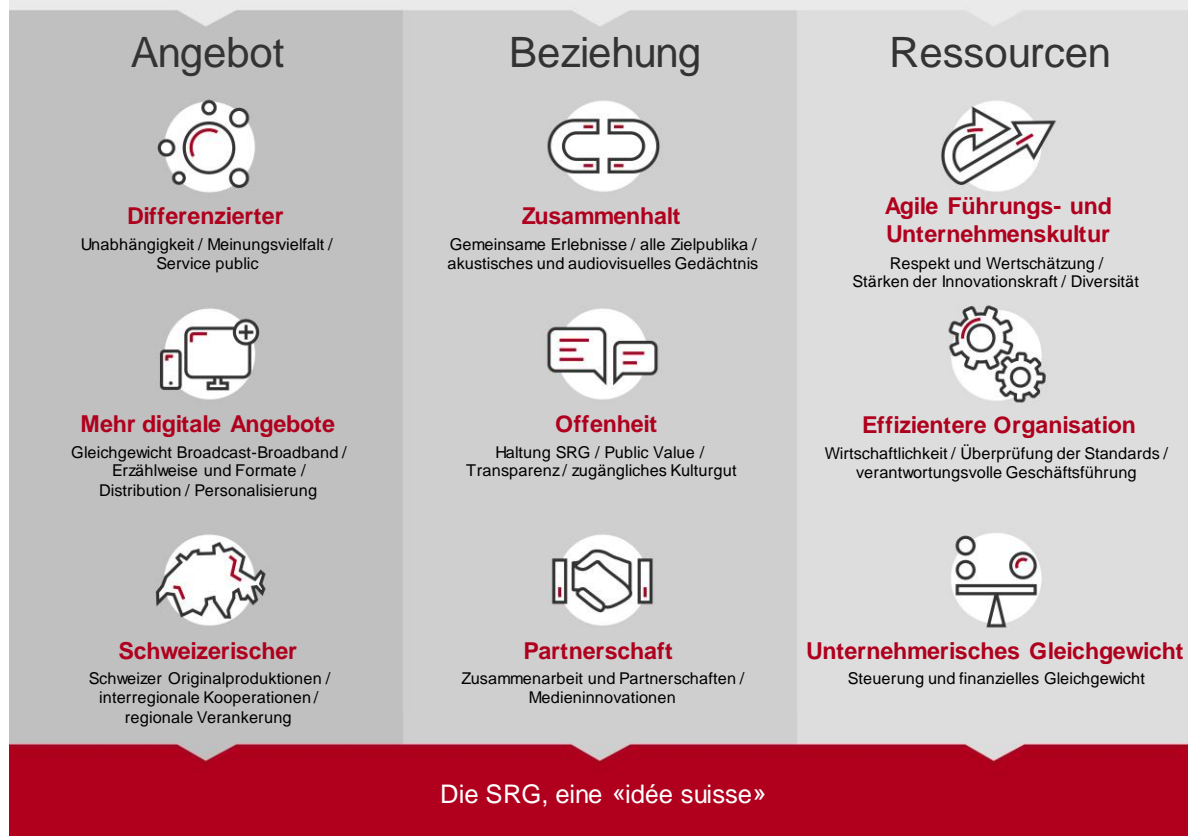 Angebot
Differenzierter
Unabhängigkeit / Meinungsvielfalt /
Service public
Mehr digitale Angebote
Gleichgewicht Broadcast-Broadband /
Erzählweise und Formate /
Distribution / Personalisierung
Schweizerischer
Schweizer Originalproduktionen /
interregionale Kooperationen /
regionale Verankerung
Beziehung
Zusammenhalt
Gemeinsame Erlebnisse / alle Zielpublika /
akustisches und audiovisuelles Gedächtnis
Offenheit
Haltung SRG / Public Value /
Transparenz / zugängliches Kulturgut
Partnerschaft
Zusammenarbeit und Partnerschaften /
Medieninnovationen
Ressourcen
Agile Führungs- und
Unternehmenskultur
Respekt und Wertschätzung /
Stärken der Innovationskraft / Diversität
Effizientere Organisation
Wirtschaftlichkeit / Überprüfung der Standards /
verantwortungsvolle Geschäftsführung
Unternehmerisches Gleichgewicht
Steuerung und finanzielles Gleichgewicht
Die SRG, eine «idée suisse»